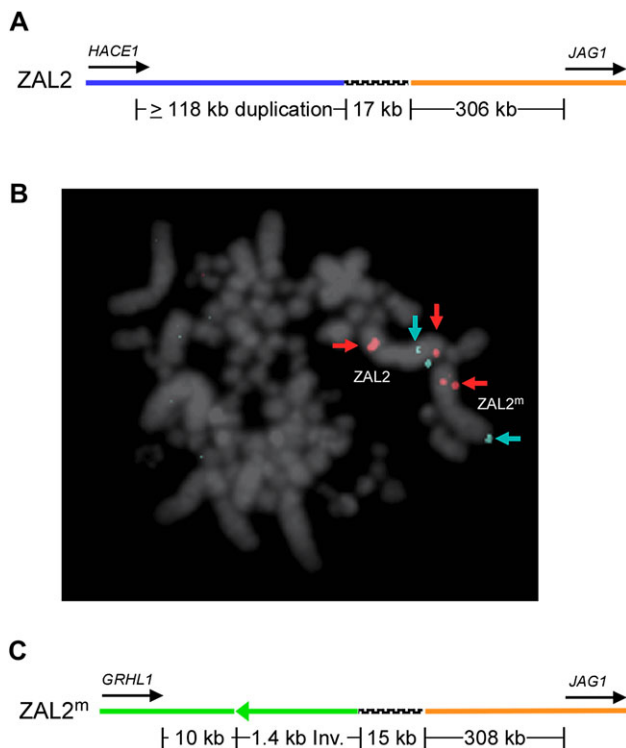 A
HACE1
JAG1
ZAL2
≥ 118 kb duplication 17 kb 306 kb
B
ZAL2
ZAL2ᵐ
C
GRHL1
JAG1
ZAL2ᵐ
10 kb 1.4 kb Inv. 15 kb 308 kb